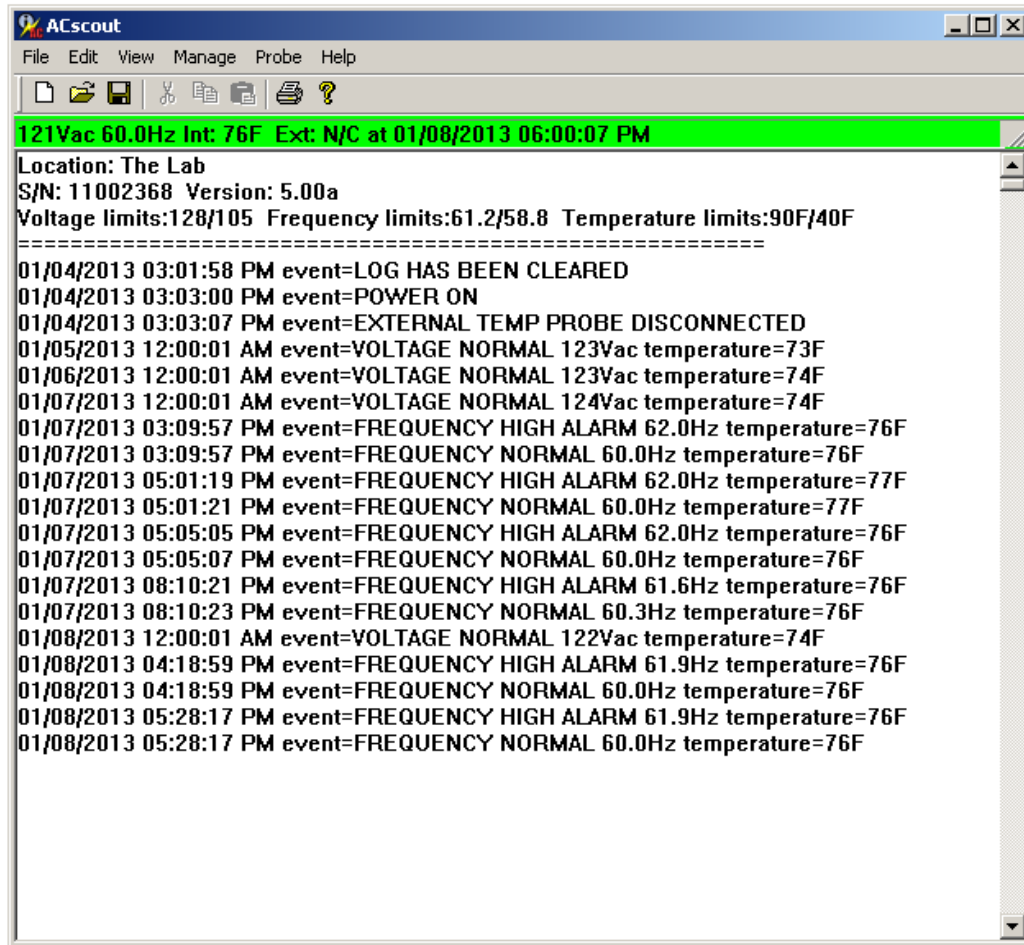 ACscout
File Edit View Manage Probe Help
121Vac 60.0Hz Int: 76F Ext: N/C at 01/08/2013 06:00:07 PM
Location: The Lab
S/N: 11002368 Version: 5.00a
Voltage limits:128/105 Frequency limits:61.2/58.8 Temperature limits:90F/40F
=========================================================
01/04/2013 03:01:58 PM event=LOG HAS BEEN CLEARED
01/04/2013 03:03:00 PM event=POWER ON
01/04/2013 03:03:07 PM event=EXTERNAL TEMP PROBE DISCONNECTED
01/05/2013 12:00:01 AM event=VOLTAGE NORMAL 123Vac temperature=73F
01/06/2013 12:00:01 AM event=VOLTAGE NORMAL 123Vac temperature=74F
01/07/2013 12:00:01 AM event=VOLTAGE NORMAL 124Vac temperature=74F
01/07/2013 03:09:57 PM event=FREQUENCY HIGH ALARM 62.0Hz temperature=76F
01/07/2013 03:09:57 PM event=FREQUENCY NORMAL 60.0Hz temperature=76F
01/07/2013 05:01:19 PM event=FREQUENCY HIGH ALARM 62.0Hz temperature=77F
01/07/2013 05:01:21 PM event=FREQUENCY NORMAL 60.0Hz temperature=77F
01/07/2013 05:05:05 PM event=FREQUENCY HIGH ALARM 62.0Hz temperature=76F
01/07/2013 05:05:07 PM event=FREQUENCY NORMAL 60.0Hz temperature=76F
01/07/2013 08:10:21 PM event=FREQUENCY HIGH ALARM 61.6Hz temperature=76F
01/07/2013 08:10:23 PM event=FREQUENCY NORMAL 60.3Hz temperature=76F
01/08/2013 12:00:01 AM event=VOLTAGE NORMAL 122Vac temperature=74F
01/08/2013 04:18:59 PM event=FREQUENCY HIGH ALARM 61.9Hz temperature=76F
01/08/2013 04:18:59 PM event=FREQUENCY NORMAL 60.0Hz temperature=76F
01/08/2013 05:28:17 PM event=FREQUENCY HIGH ALARM 61.9Hz temperature=76F
01/08/2013 05:28:17 PM event=FREQUENCY NORMAL 60.0Hz temperature=76F